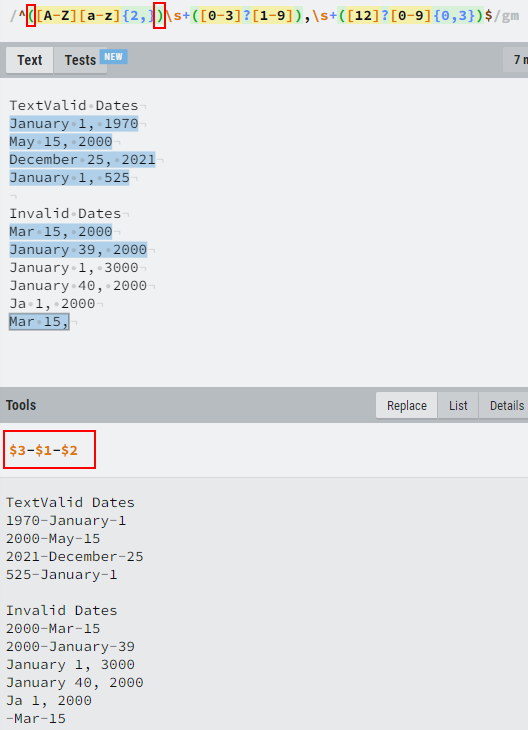 /^([A-Z][a-z]{2,})\s+([0-3]?[1-9]),\s+([12]?[0-9]{0,3})$/gm
Text Tests NEW 7 m
TextValid·Dates¬
January·1,·1970¬
May·15,·2000¬
December·25,·2021¬
January·1,·525¬
¬
Invalid·Dates¬
Mar·15,·2000¬
January·39,·2000¬
January·1,·3000¬
January·40,·2000¬
Ja·1,·2000¬
Mar·15,·¬
Tools Replace List Details
$3-$1-$2
TextValid Dates
1970-January-1
2000-May-15
2021-December-25
525-January-1
Invalid Dates
2000-Mar-15
2000-January-39
January 1, 3000
January 40, 2000
Ja 1, 2000
-Mar-15